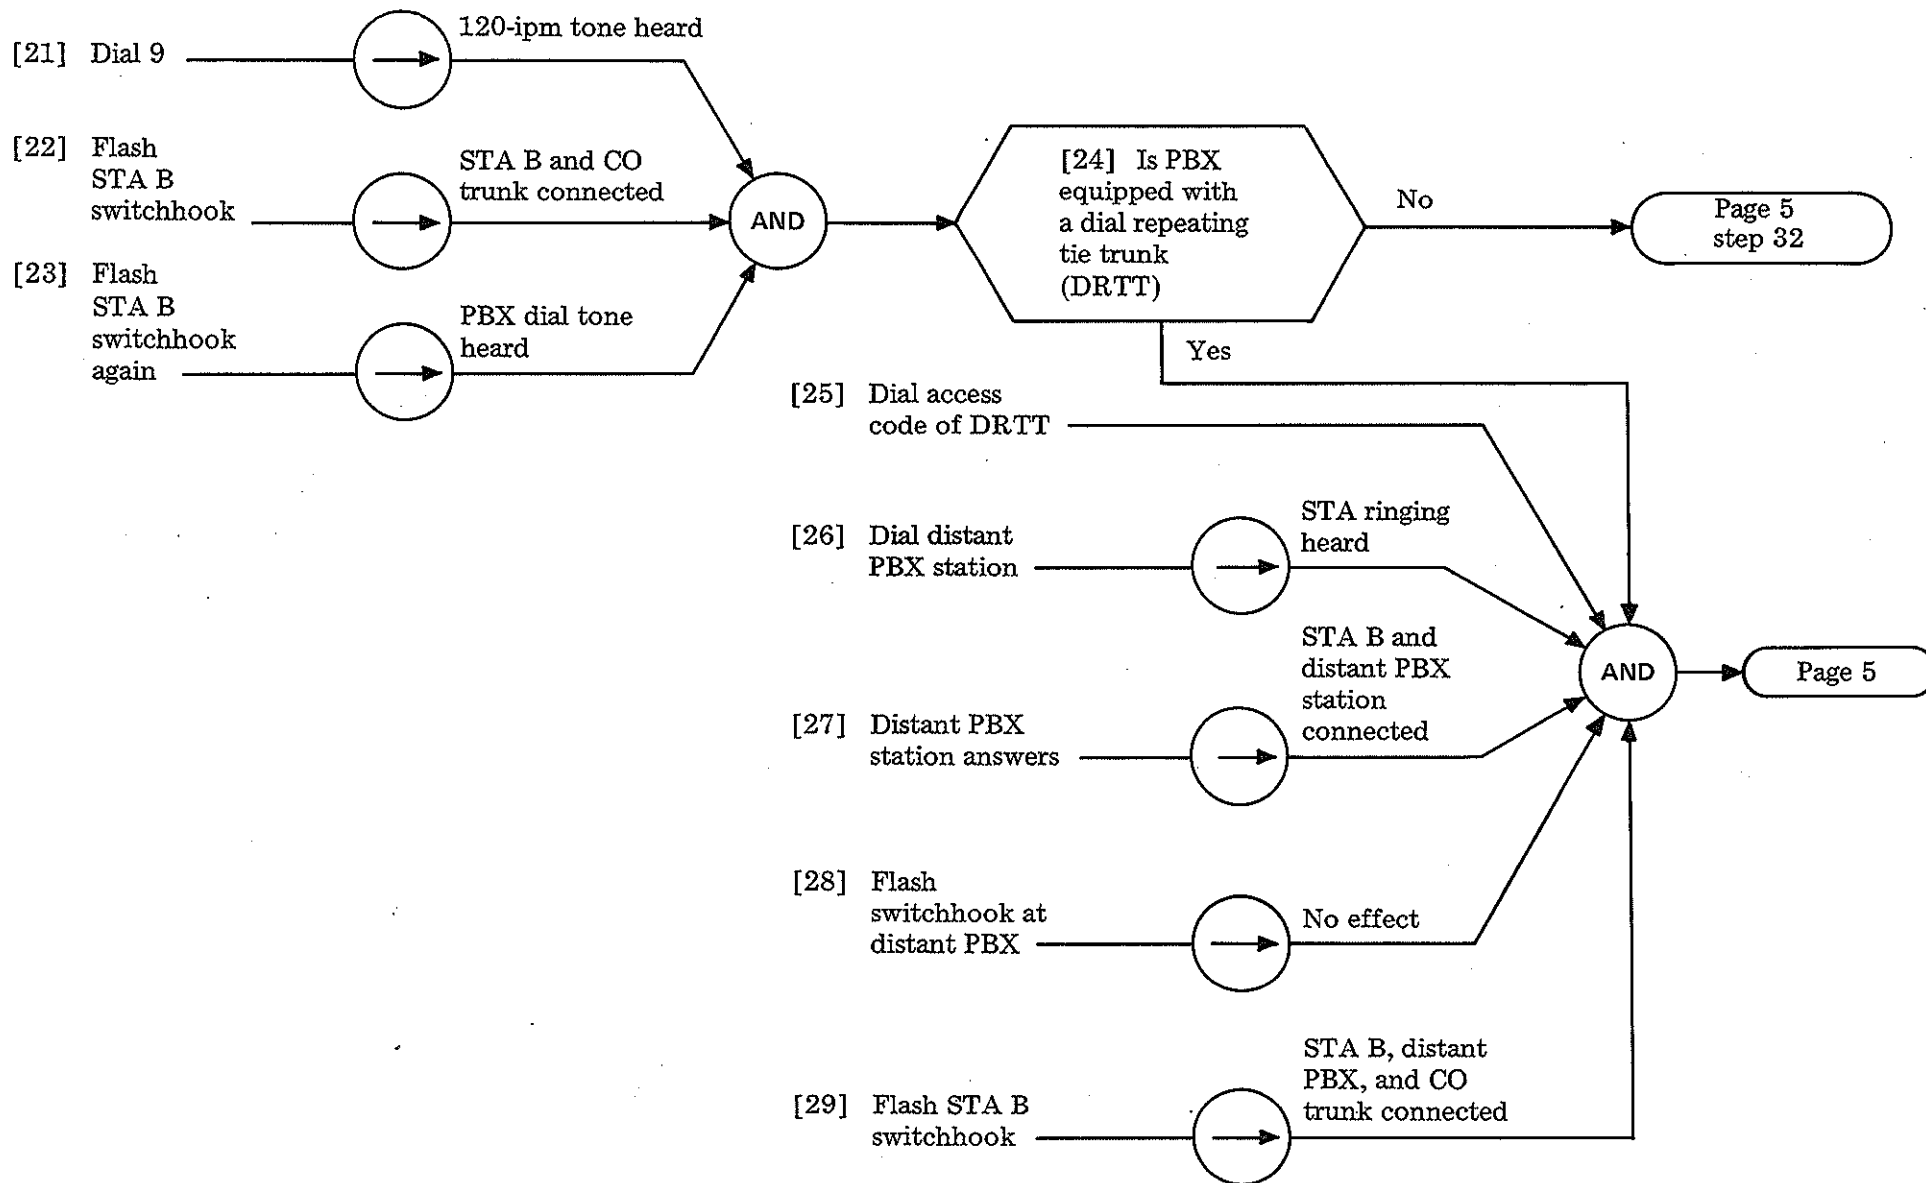 [21] Dial 9
120-ipm tone heard
[22] Flash
STA B
switchhook
STA B and CO
trunk connected
[23] Flash
STA B
switchhook
again
PBX dial tone
heard
AND
[24] Is PBX
equipped with
a dial repeating
tie trunk
(DRTT)
No
Page 5
step 32
Yes
[25] Dial access
code of DRTT
[26] Dial distant
PBX station
STA ringing
heard
[27] Distant PBX
station answers
STA B and
distant PBX
station
connected
AND
Page 5
[28] Flash
switchhook at
distant PBX
No effect
[29] Flash STA B
switchhook
STA B, distant
PBX, and CO
trunk connected